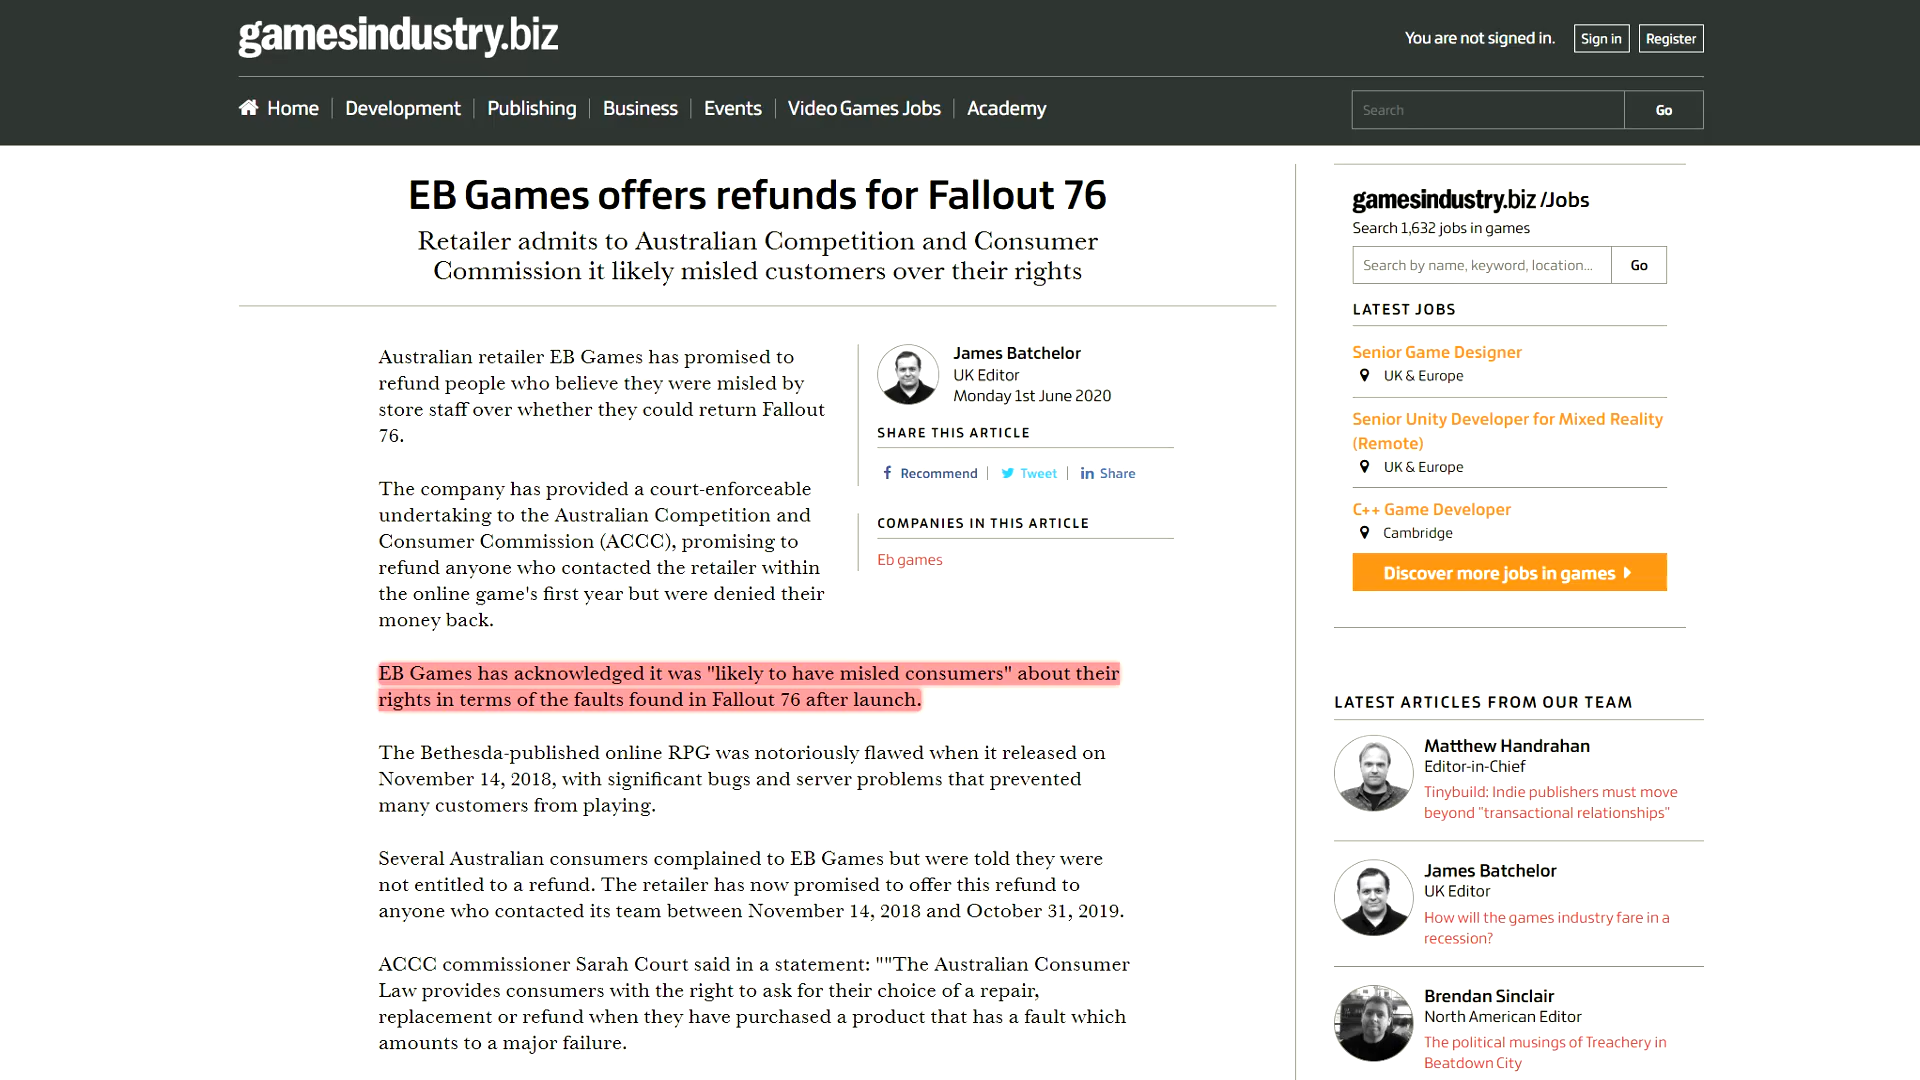 gamesindustry.biz
You are not signed in.
Sign in
Register
Home
Development
Publishing
Business
Events
Video Games Jobs
Academy
Search
Go
EB Games offers refunds for Fallout 76
Retailer admits to Australian Competition and Consumer
Commission it likely misled customers over their rights
Australian retailer EB Games has promised to
refund people who believe they were misled by
store staff over whether they could return Fallout
76.
The company has provided a court-enforceable
undertaking to the Australian Competition and
Consumer Commission (ACCC), promising to
refund anyone who contacted the retailer within
the online game's first year but were denied their
money back.
EB Games has acknowledged it was "likely to have misled consumers" about their
rights in terms of the faults found in Fallout 76 after launch.
The Bethesda-published online RPG was notoriously flawed when it released on
November 14, 2018, with significant bugs and server problems that prevented
many customers from playing.
Several Australian consumers complained to EB Games but were told they were
not entitled to a refund. The retailer has now promised to offer this refund to
anyone who contacted its team between November 14, 2018 and October 31, 2019.
ACCC commissioner Sarah Court said in a statement: ""The Australian Consumer
Law provides consumers with the right to ask for their choice of a repair,
replacement or refund when they have purchased a product that has a fault which
amounts to a major failure.
James Batchelor
UK Editor
Monday 1st June 2020
SHARE THIS ARTICLE
Recommend
Tweet
Share
COMPANIES IN THIS ARTICLE
Eb games
gamesindustry.biz /Jobs
Search 1,632 jobs in games
Search by name, keyword, location...
Go
LATEST JOBS
Senior Game Designer
UK & Europe
Senior Unity Developer for Mixed Reality
(Remote)
UK & Europe
C++ Game Developer
Cambridge
Discover more jobs in games
LATEST ARTICLES FROM OUR TEAM
Matthew Handrahan
Editor-in-Chief
Tinybuild: Indie publishers must move
beyond "transactional relationships"
James Batchelor
UK Editor
How will the games industry fare in a
recession?
Brendan Sinclair
North American Editor
The political musings of Treachery in
Beatdown City